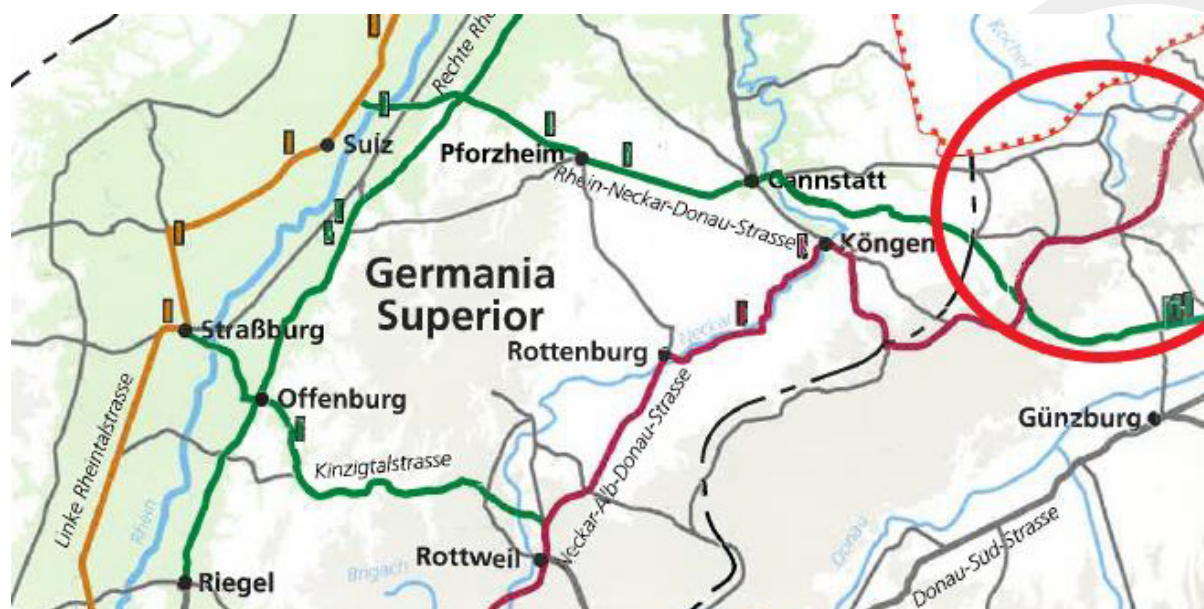 Rechte Rhe
Kocher
Sulz
Pforzheim
Cannstatt
Rhein-Neckar-Donau-Strasse
Köngen
Germania
Superior
Straßburg
Neckar
Rottenburg
Offenburg
Günzburg
Linke Rheintalstrasse
Kinzigtalstrasse
Neckar-Alb-Donau-Strasse
Rhein
Donau
Donau-Süd-Strasse
Rottweil
Brigach
Riegel